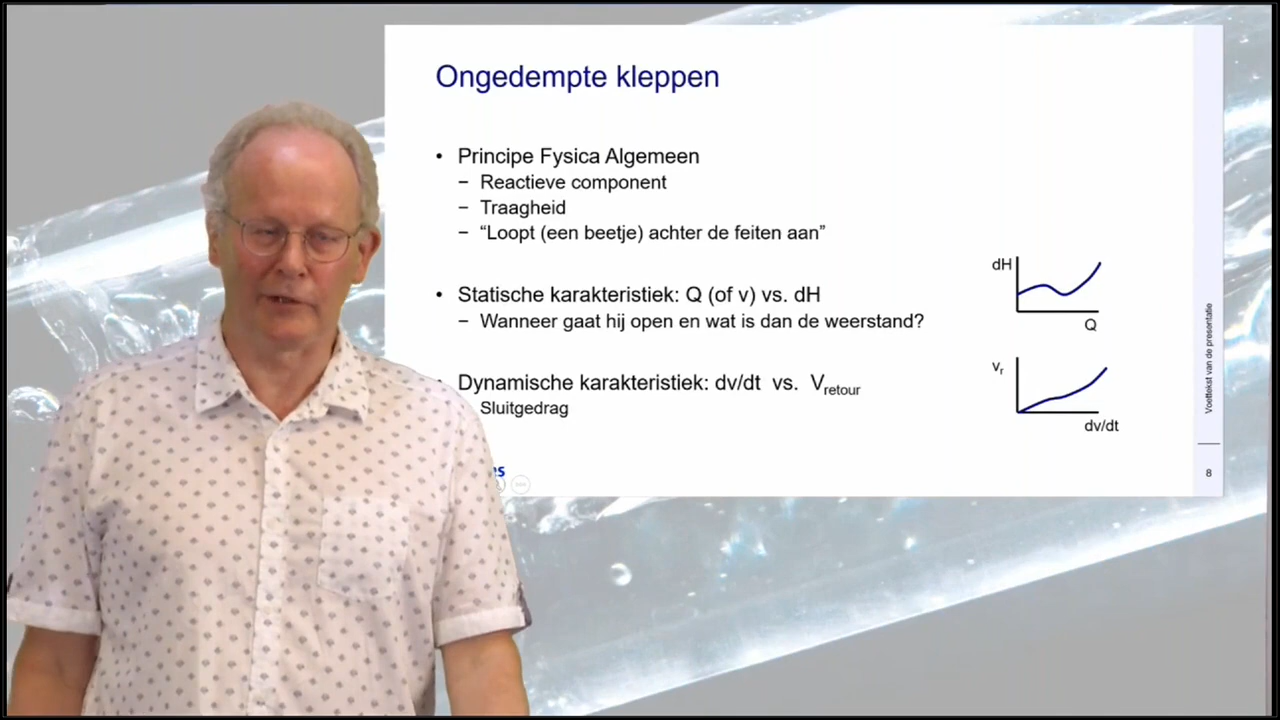 Ongedempte kleppen
• Principe Fysica Algemeen
– Reactieve component
– Traagheid
– “Loopt (een beetje) achter de feiten aan”
• Statische karakteristiek: Q (of v) vs. dH
– Wanneer gaat hij open en wat is dan de weerstand?
Dynamische karakteristiek: dv/dt vs. Vretour
Sluitgedrag
dH
Q
vr
dv/dt
Voettekst van de presentatie
8